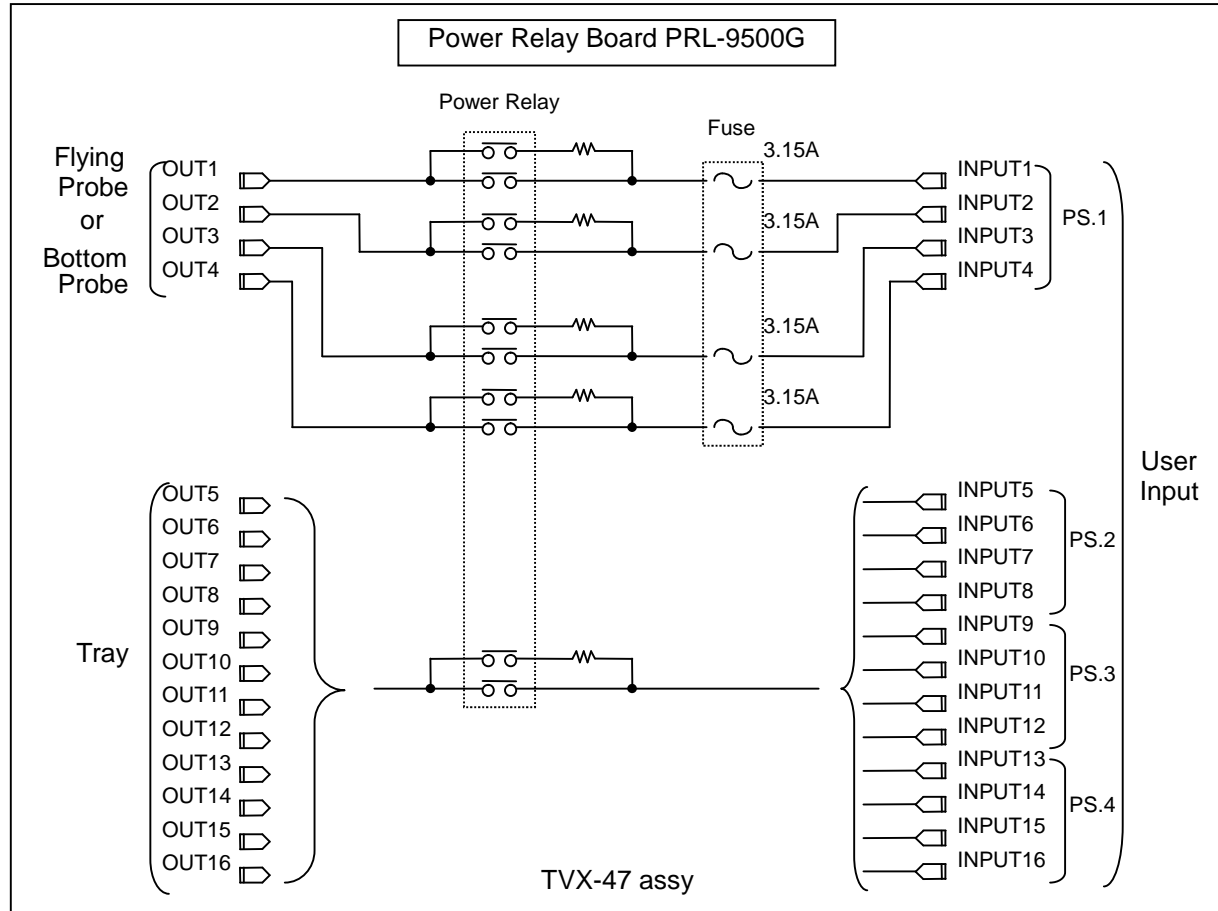 Power Relay Board PRL-9500G
Power Relay
Fuse
Flying
Probe
or
Bottom
Probe
OUT1
OUT2
OUT3
OUT4
3.15A
3.15A
3.15A
3.15A
INPUT1
INPUT2
INPUT3
INPUT4
PS.1
User
Input
Tray
OUT5
OUT6
OUT7
OUT8
OUT9
OUT10
OUT11
OUT12
OUT13
OUT14
OUT15
OUT16
INPUT5
INPUT6
INPUT7
INPUT8
PS.2
INPUT9
INPUT10
INPUT11
INPUT12
PS.3
INPUT13
INPUT14
INPUT15
INPUT16
PS.4
TVX-47 assy